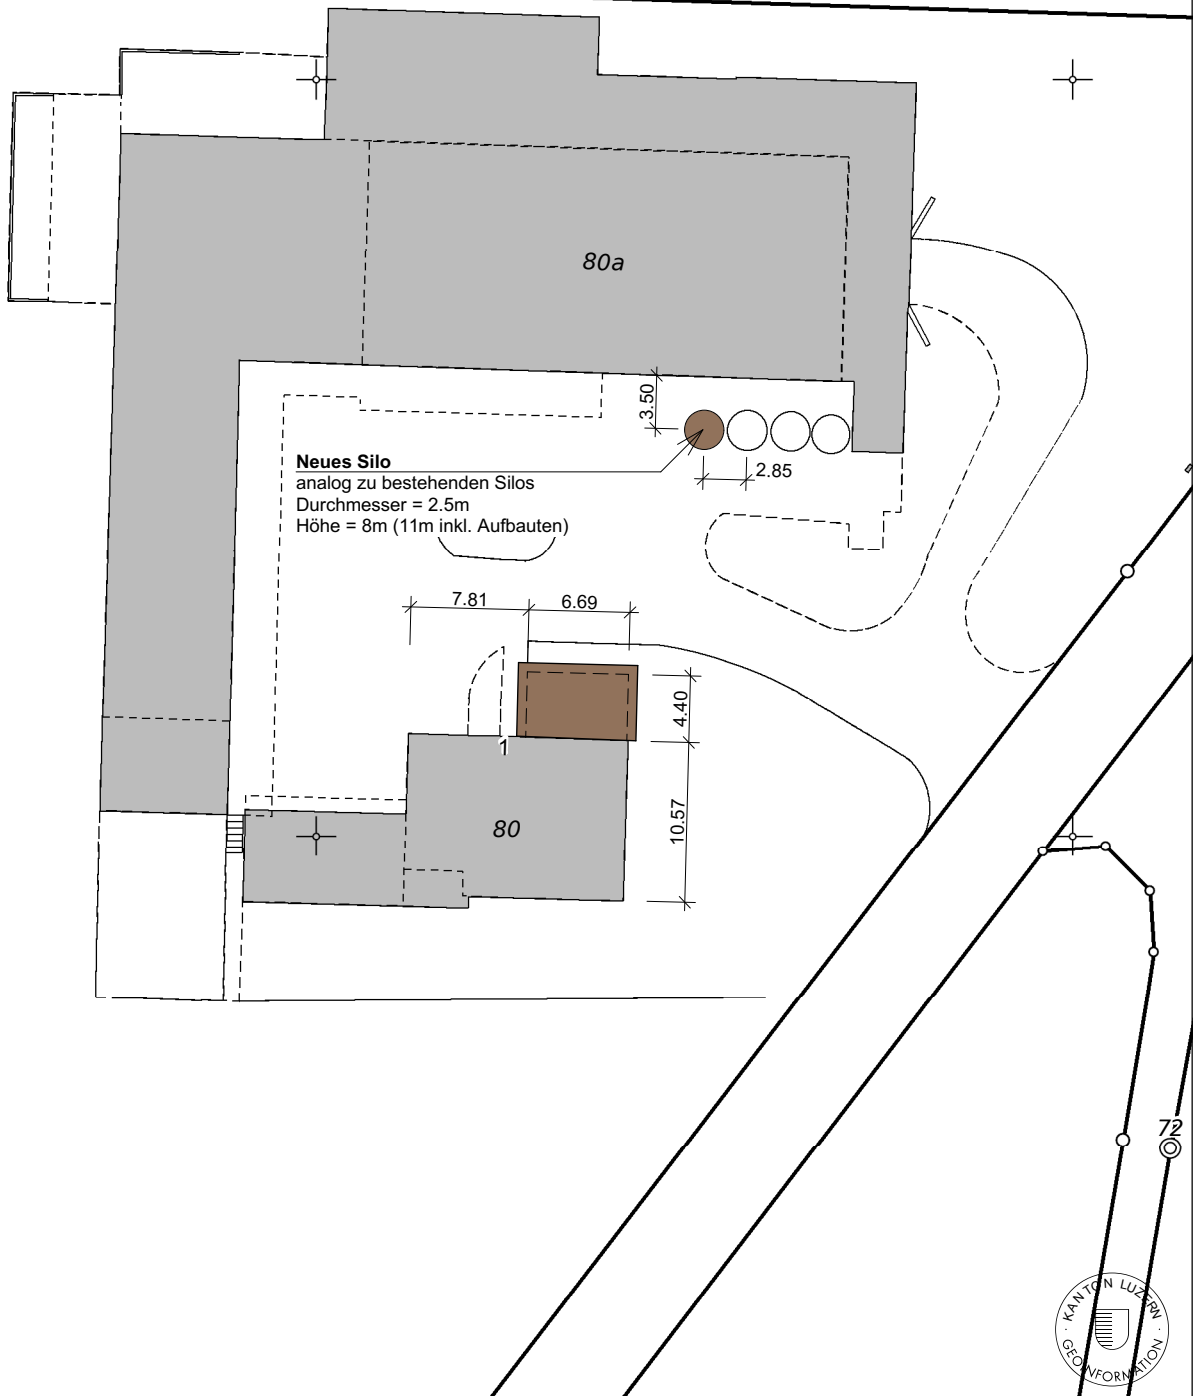 80a
3.50
2.85
Neues Silo
analog zu bestehenden Silos
Durchmesser = 2.5m
Höhe = 8m (11m inkl. Aufbauten)
7.81
6.69
4.40
1
80
10.57
72
KANTON LUZERN
GEOINFORMATION